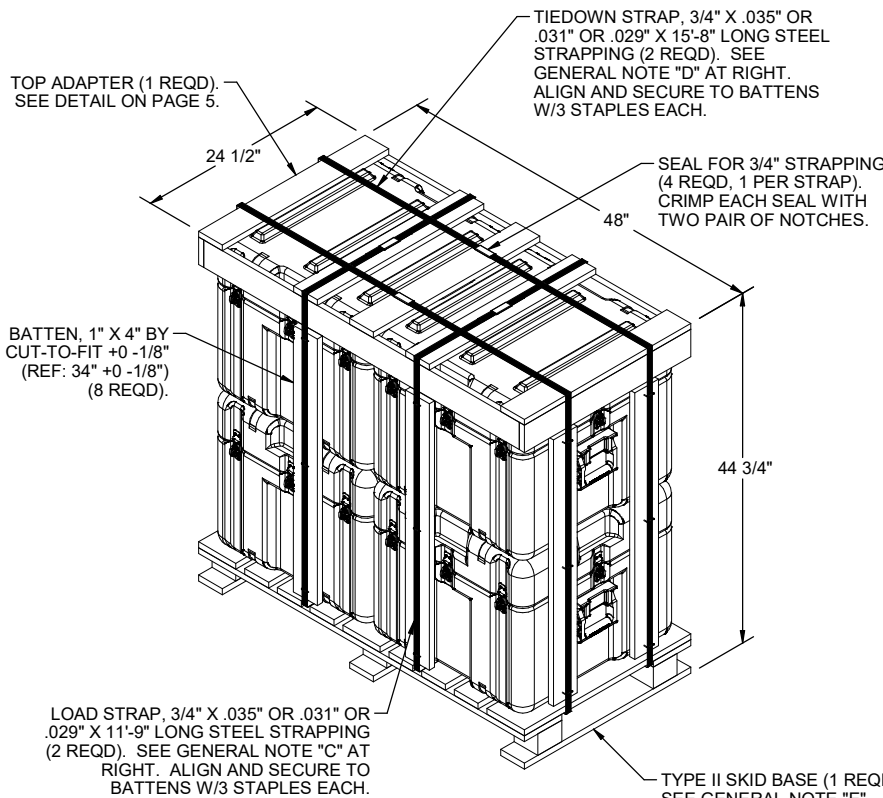 TIEDOWN STRAP, 3/4" X .035" OR
.031" OR .029" X 15'-8" LONG STEEL
STRAPPING (2 REQD). SEE
GENERAL NOTE "D" AT RIGHT.
ALIGN AND SECURE TO BATTENS
W/3 STAPLES EACH.
TOP ADAPTER (1 REQD).
SEE DETAIL ON PAGE 5.
24 1/2"
SEAL FOR 3/4" STRAPPING
(4 REQD, 1 PER STRAP).
CRIMP EACH SEAL WITH
TWO PAIR OF NOTCHES.
48"
BATTEN, 1" X 4" BY
CUT-TO-FIT +0 -1/8"
(REF: 34" +0 -1/8")
(8 REQD).
44 3/4"
LOAD STRAP, 3/4" X .035" OR .031" OR
.029" X 11'-9" LONG STEEL STRAPPING
(2 REQD). SEE GENERAL NOTE "C" AT
RIGHT. ALIGN AND SECURE TO
BATTENS W/3 STAPLES EACH.
TYPE II SKID BASE (1 REQD